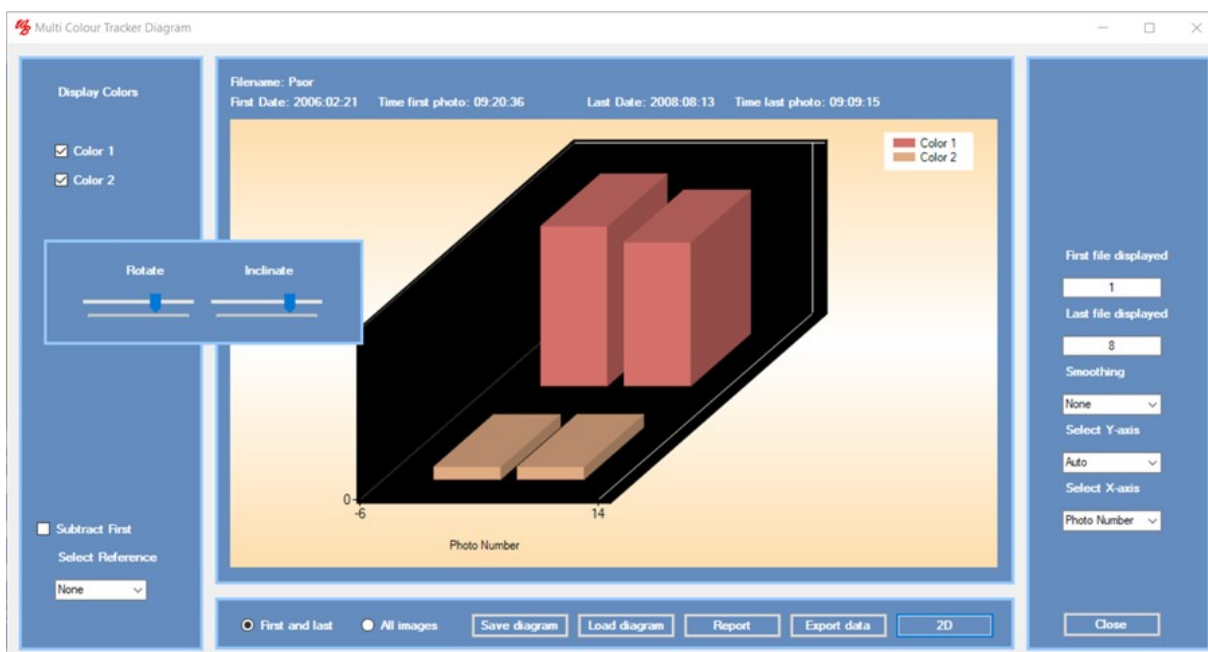 Multi Colour Tracker Diagram
Display Colors
Color 1
Color 2
Rotate Inclinate
Subtract First
Select Reference
None
Filename: Psor
First Date: 2006:02:21 Time first photo: 09:20:36 Last Date: 2008:08:13 Time last photo: 09:09:15
Color 1
Color 2
0
-6 14
Photo Number
First and last All images Save diagram Load diagram Report Export data 2D
First file displayed
1
Last file displayed
8
Smoothing
None
Select Y-axis
Auto
Select X-axis
Photo Number
Close